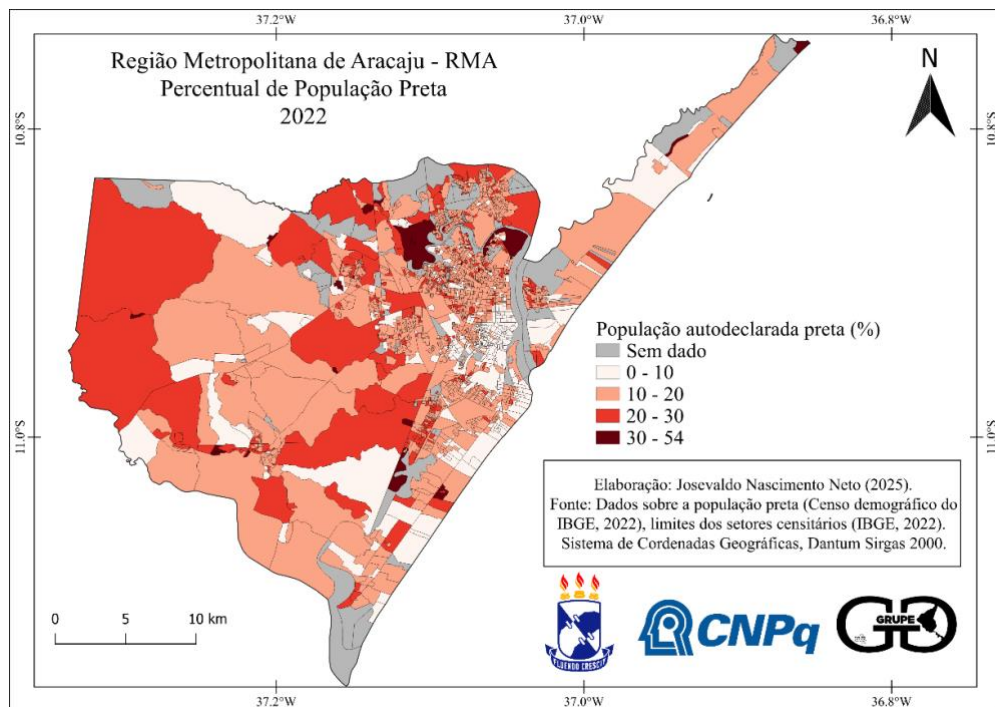 37.2°W
37.0°W
36.8°W
Região Metropolitana de Aracaju - RMA
Percentual de População Preta
2022
N
10.8°S
10.8°S
População autodeclarada preta (%)
Sem dado
0 - 10
10 - 20
20 - 30
30 - 54
11.0°S
11.0°S
Elaboração: Josevaldo Nascimento Neto (2025).
Fonte: Dados sobre a população preta (Censo demográfico do
IBGE, 2022), limites dos setores censitários (IBGE, 2022).
Sistema de Cordenadas Geográficas, Dantum Sirgas 2000.
0
5
10 km
CNPq
GRUPE
37.2°W
37.0°W
36.8°W